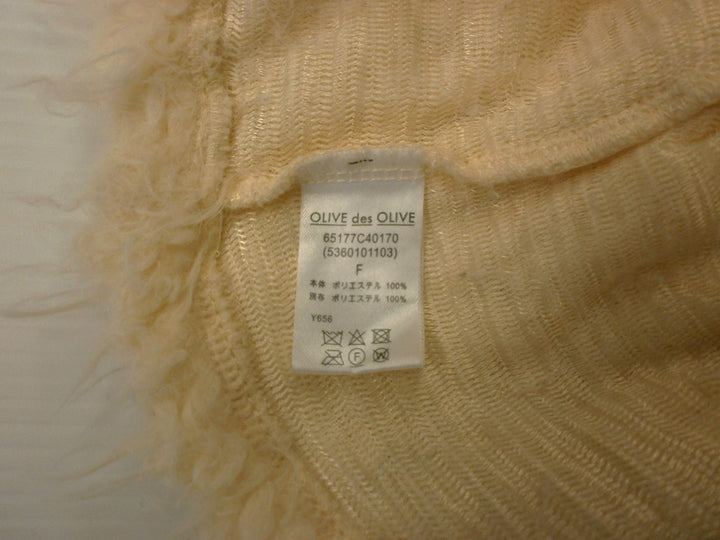 OLIVE des OLIVE
65177C40170
(5360101103)
F
本体 ポリエステル 100%
別布 ポリエステル 100%
Y656
F W